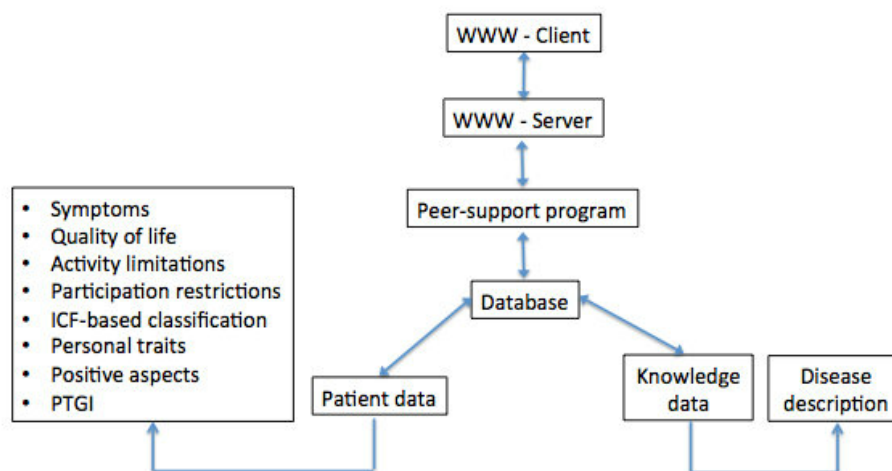 WWW - Client
WWW - Server
Peer-support program
Database
• Symptoms
• Quality of life
• Activity limitations
• Participation restrictions
• ICF-based classification
• Personal traits
• Positive aspects
• PTGI
Patient data
Knowledge
data
Disease
description